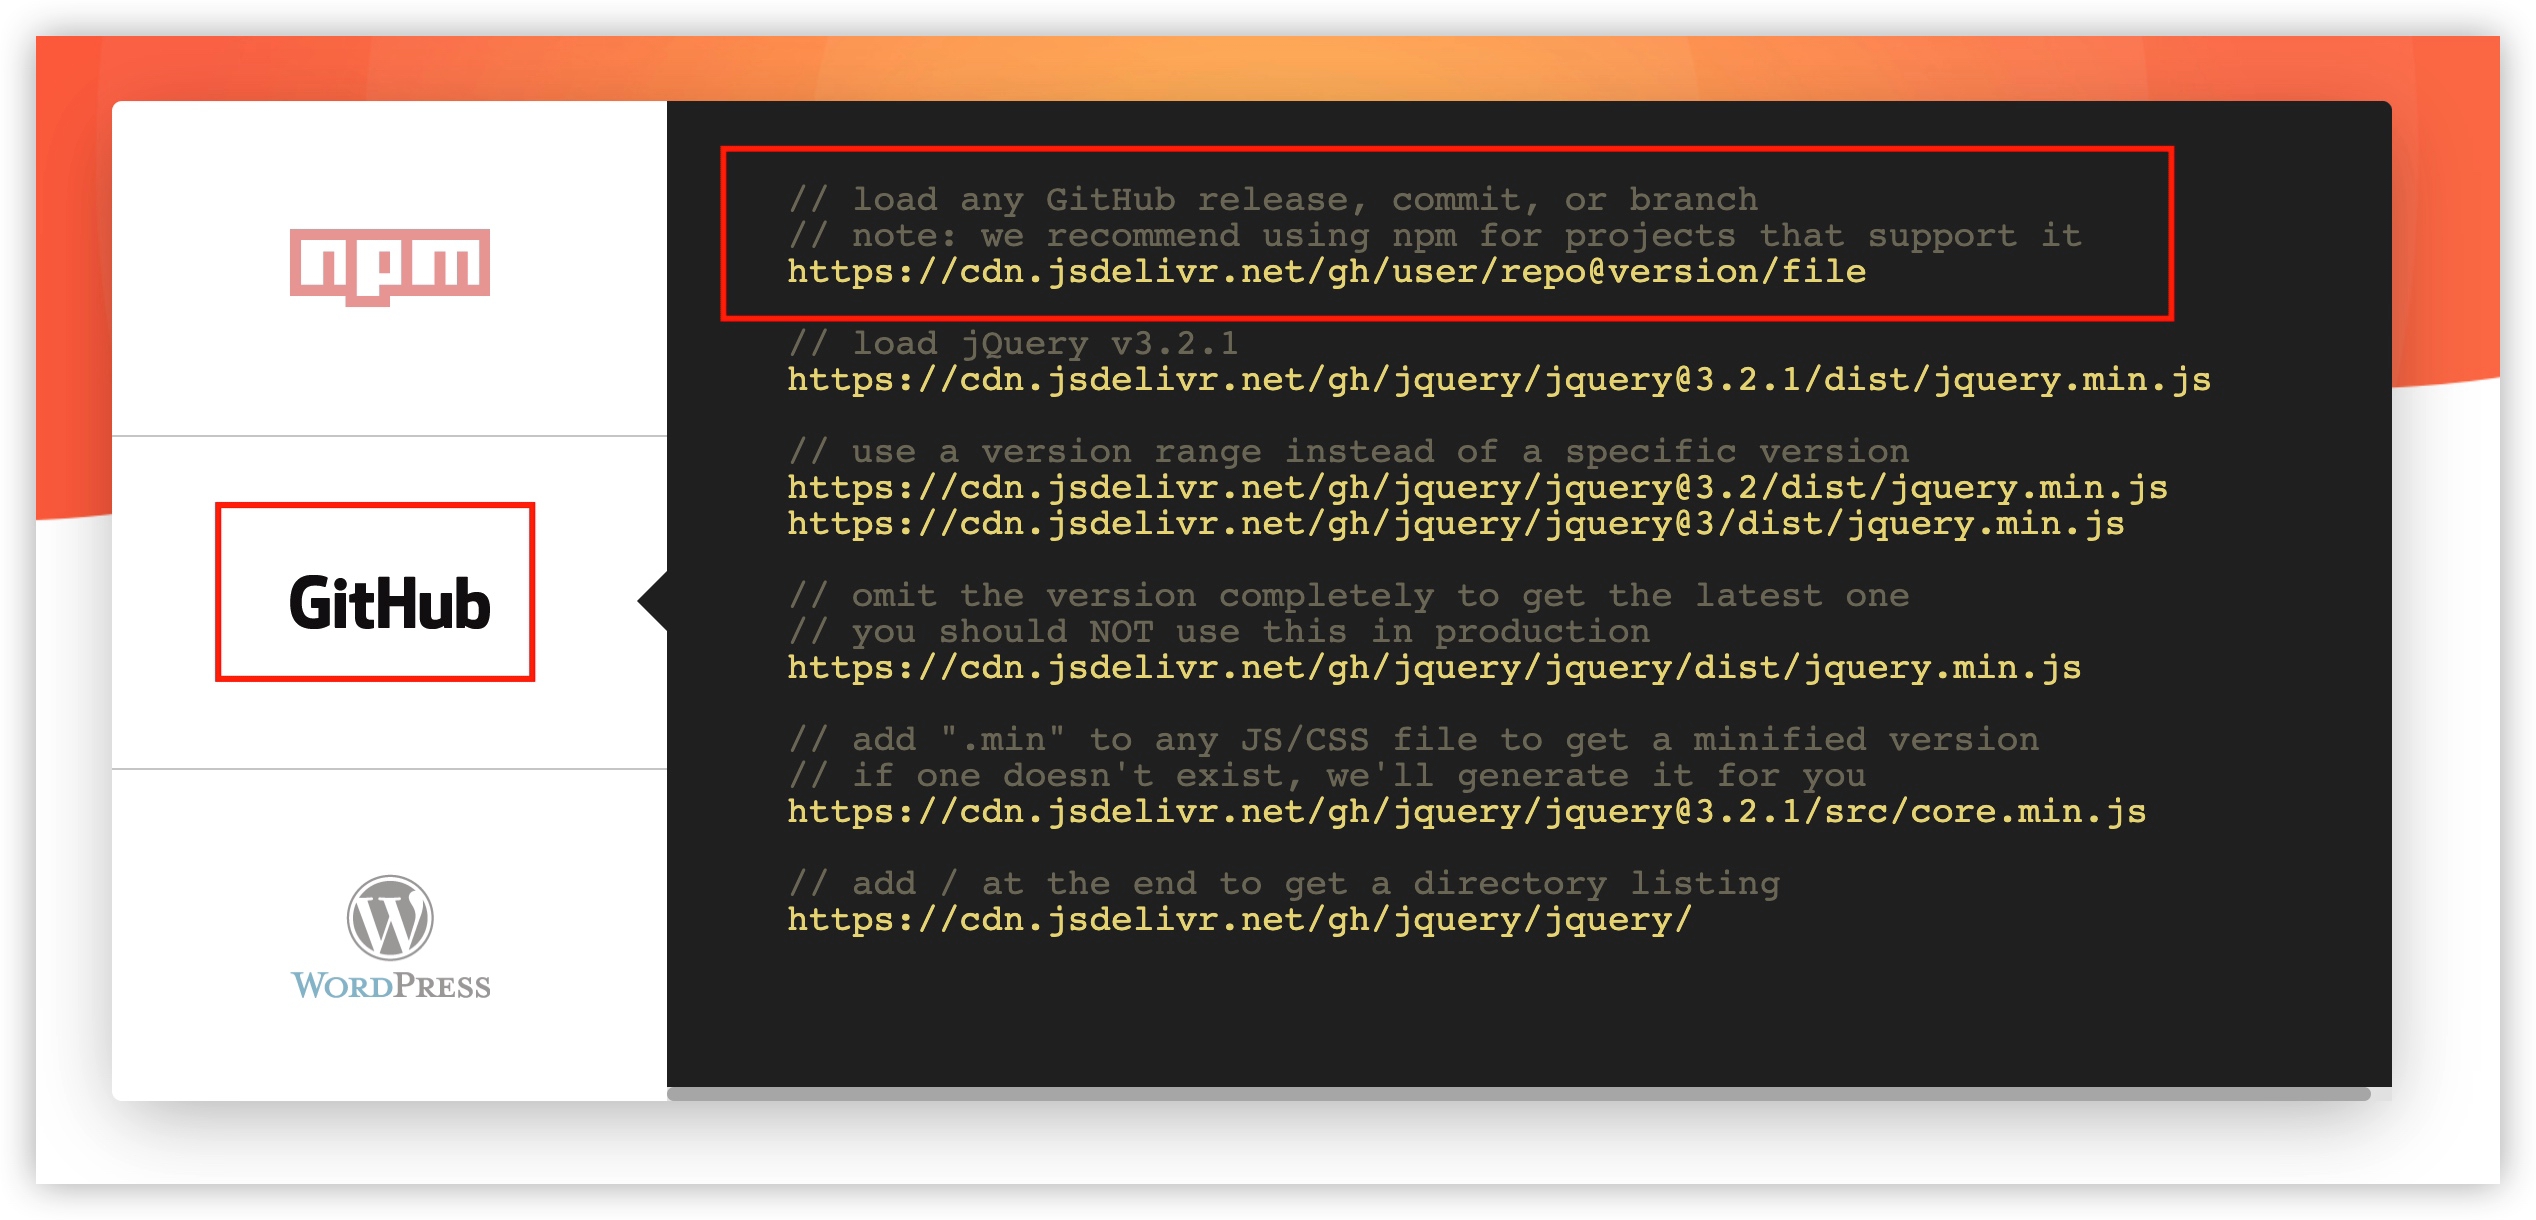 npm
GitHub
WORDPRESS
// load any GitHub release, commit, or branch
// note: we recommend using npm for projects that support it
https://cdn.jsdelivr.net/gh/user/repo@version/file
// load jQuery v3.2.1
https://cdn.jsdelivr.net/gh/jquery/jquery@3.2.1/dist/jquery.min.js
// use a version range instead of a specific version
https://cdn.jsdelivr.net/gh/jquery/jquery@3.2/dist/jquery.min.js
https://cdn.jsdelivr.net/gh/jquery/jquery@3/dist/jquery.min.js
// omit the version completely to get the latest one
// you should NOT use this in production
https://cdn.jsdelivr.net/gh/jquery/jquery/dist/jquery.min.js
// add ".min" to any JS/CSS file to get a minified version
// if one doesn't exist, we'll generate it for you
https://cdn.jsdelivr.net/gh/jquery/jquery@3.2.1/src/core.min.js
// add / at the end to get a directory listing
https://cdn.jsdelivr.net/gh/jquery/jquery/